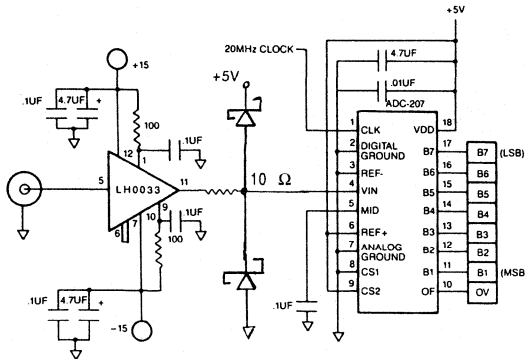 +5V
+15
20MHz CLOCK
4.7UF
.1UF
4.7UF
+
+5V
.01UF
ADC-207
100
.1UF
1
CLK
VDD
18
12
1
2
DIGITAL
GROUND
B7
17
B7
(LSB)
3
REF-
B6
16
B6
5
LH0033
11
10 Ω
4
VIN
B5
15
B5
5
MID
B4
14
B4
6
7
10
9
.1UF
100
6
REF+
B3
13
B3
7
ANALOG
GROUND
B2
12
B2
8
CS1
B1
11
B1
(MSB
9
CS2
OF
10
OV
.1UF
4.7UF
+
.1UF
-15